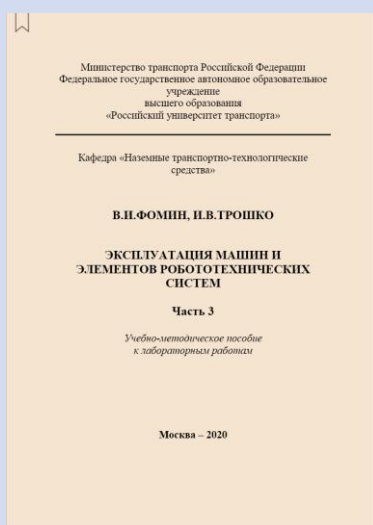 Министерство транспорта Российской Федерации
Федеральное государственное автономное образовательное
учреждение
высшего образования
«Российский университет транспорта»
Кафедра «Наземные транспортно-технологические
средства»
В.И.ФОМИН, И.В.ТРОШКО
ЭКСПЛУАТАЦИЯ МАШИН И
ЭЛЕМЕНТОВ РОБОТОТЕХНИЧЕСКИХ
СИСТЕМ
Часть 3
Учебно-методическое пособие
к лабораторным работам
Москва – 2020